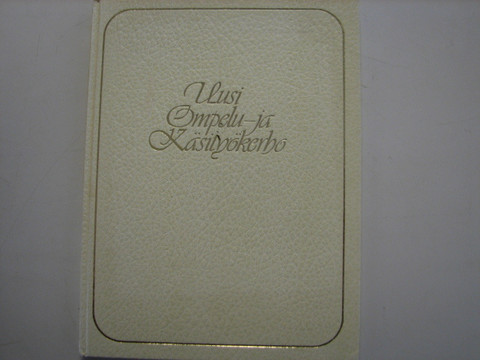 Uusi
Ompelu-ja
Käsityökerho